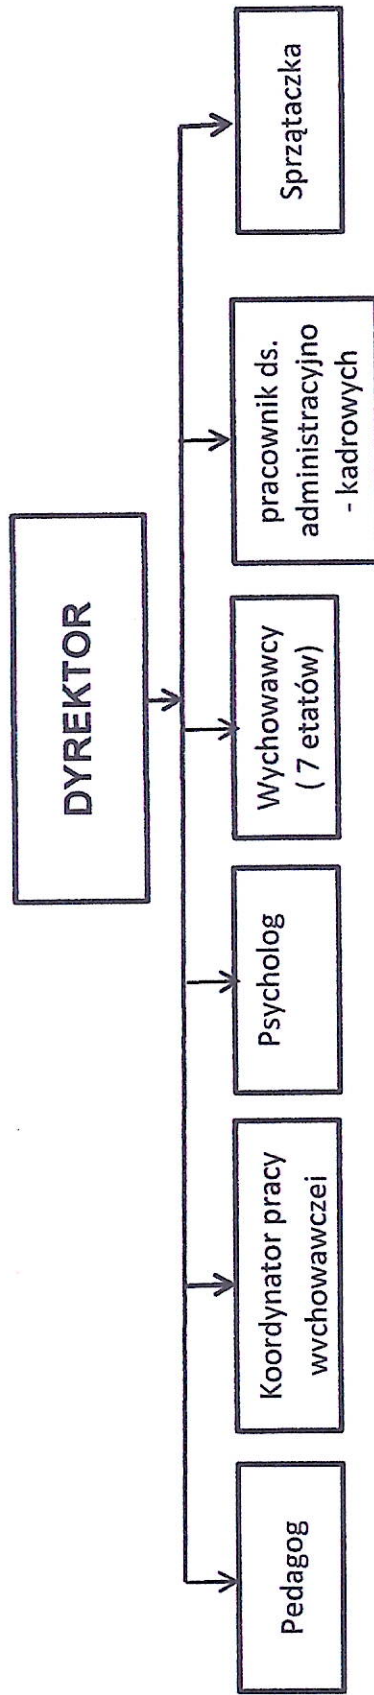 DYREKTOR
Pedagog
Koordynator pracy
wychowawczej
Psycholog
Wychowawcy
( 7 etatów)
pracownik ds.
administracyjno
- kadrowych
Sprzątaczka